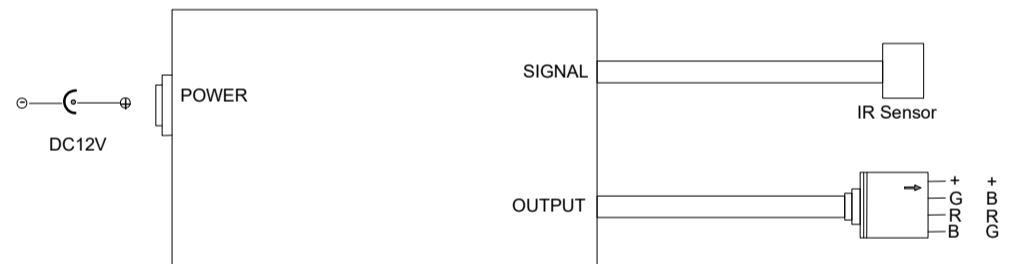 SIGNAL
POWER
IR Sensor
DC12V
OUTPUT
+ +
G B
R R
B G